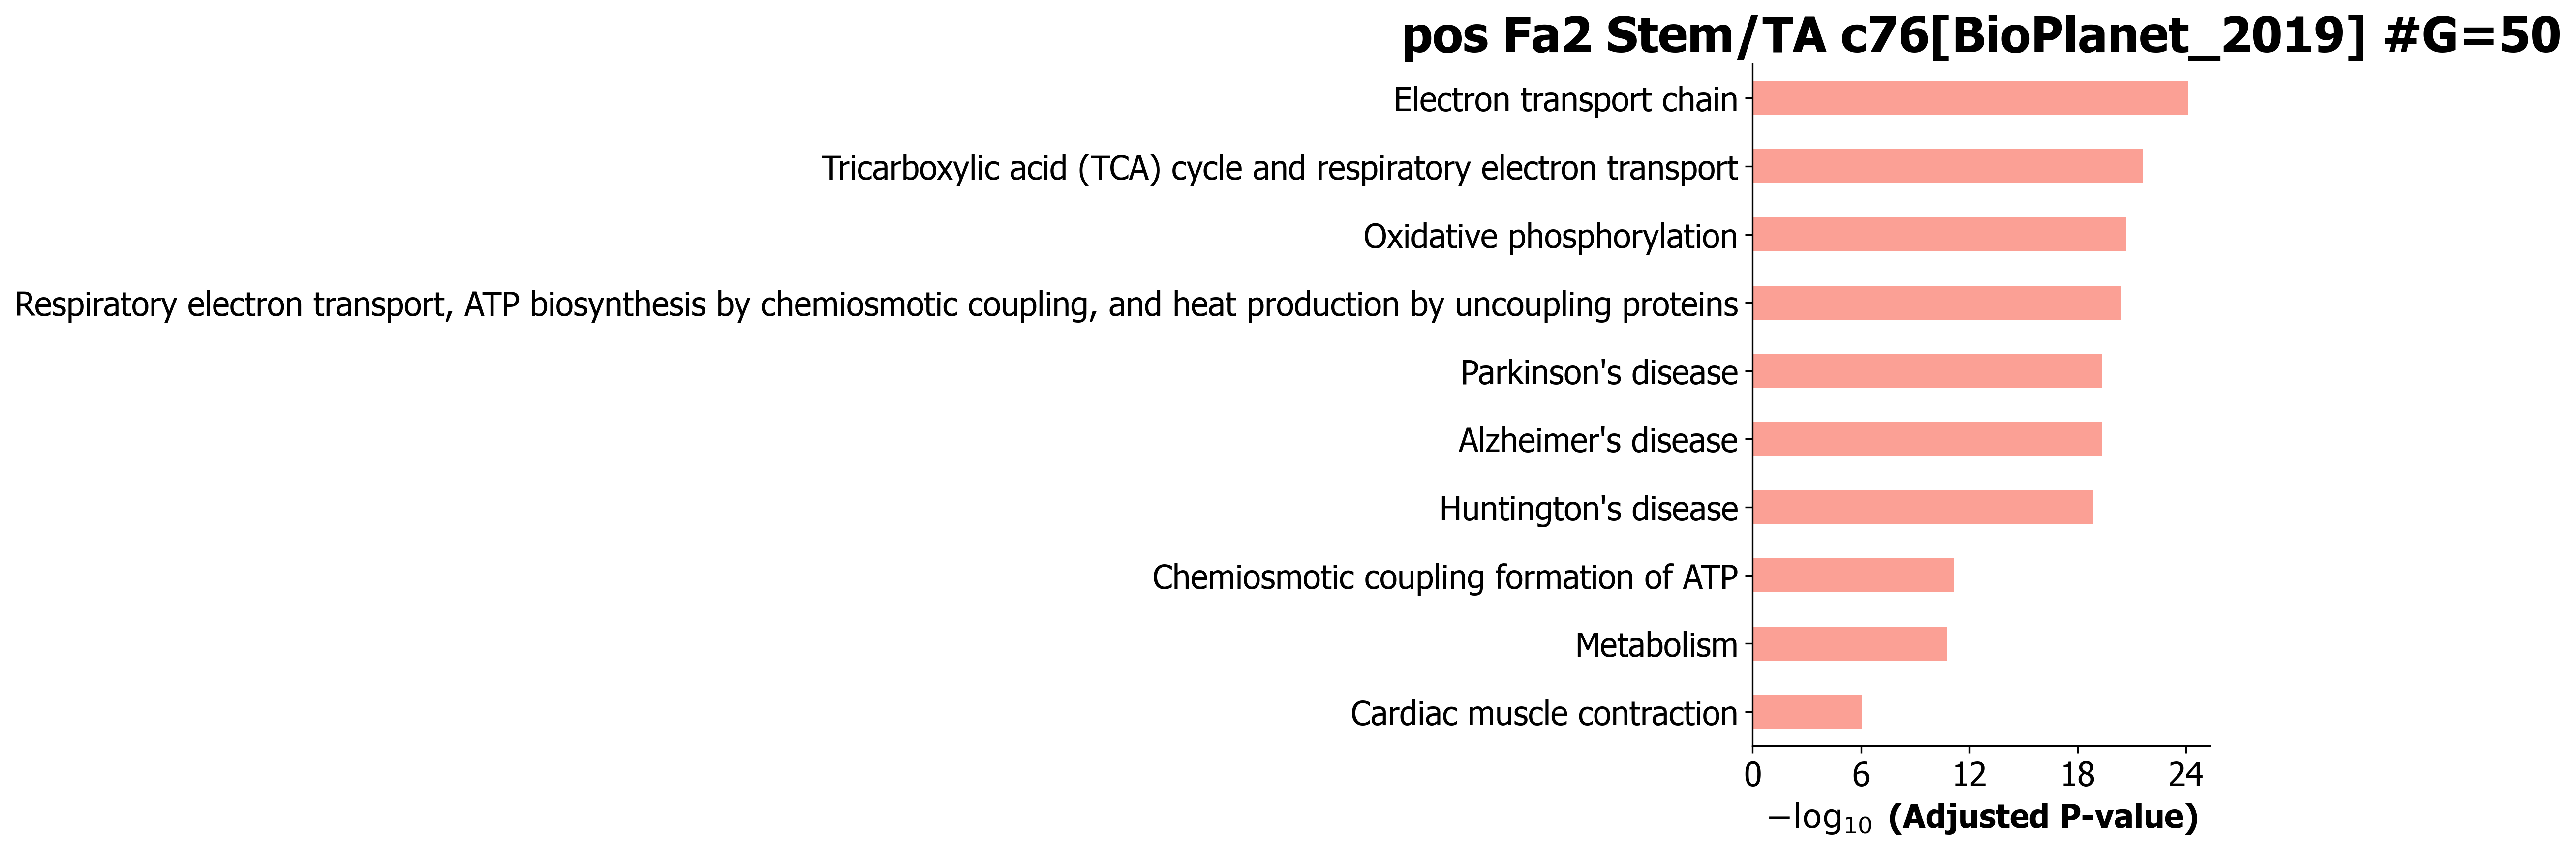 pos Fa2 Stem/TA c76[BioPlanet_2019] #G=50
Electron transport chain
Tricarboxylic acid (TCA) cycle and respiratory electron transport
Oxidative phosphorylation
Respiratory electron transport, ATP biosynthesis by chemiosmotic coupling, and heat production by uncoupling proteins
Parkinson's disease
Alzheimer's disease
Huntington's disease
Chemiosmotic coupling formation of ATP
Metabolism
Cardiac muscle contraction
0 6 12 18 24
−log₁₀ (Adjusted P-value)